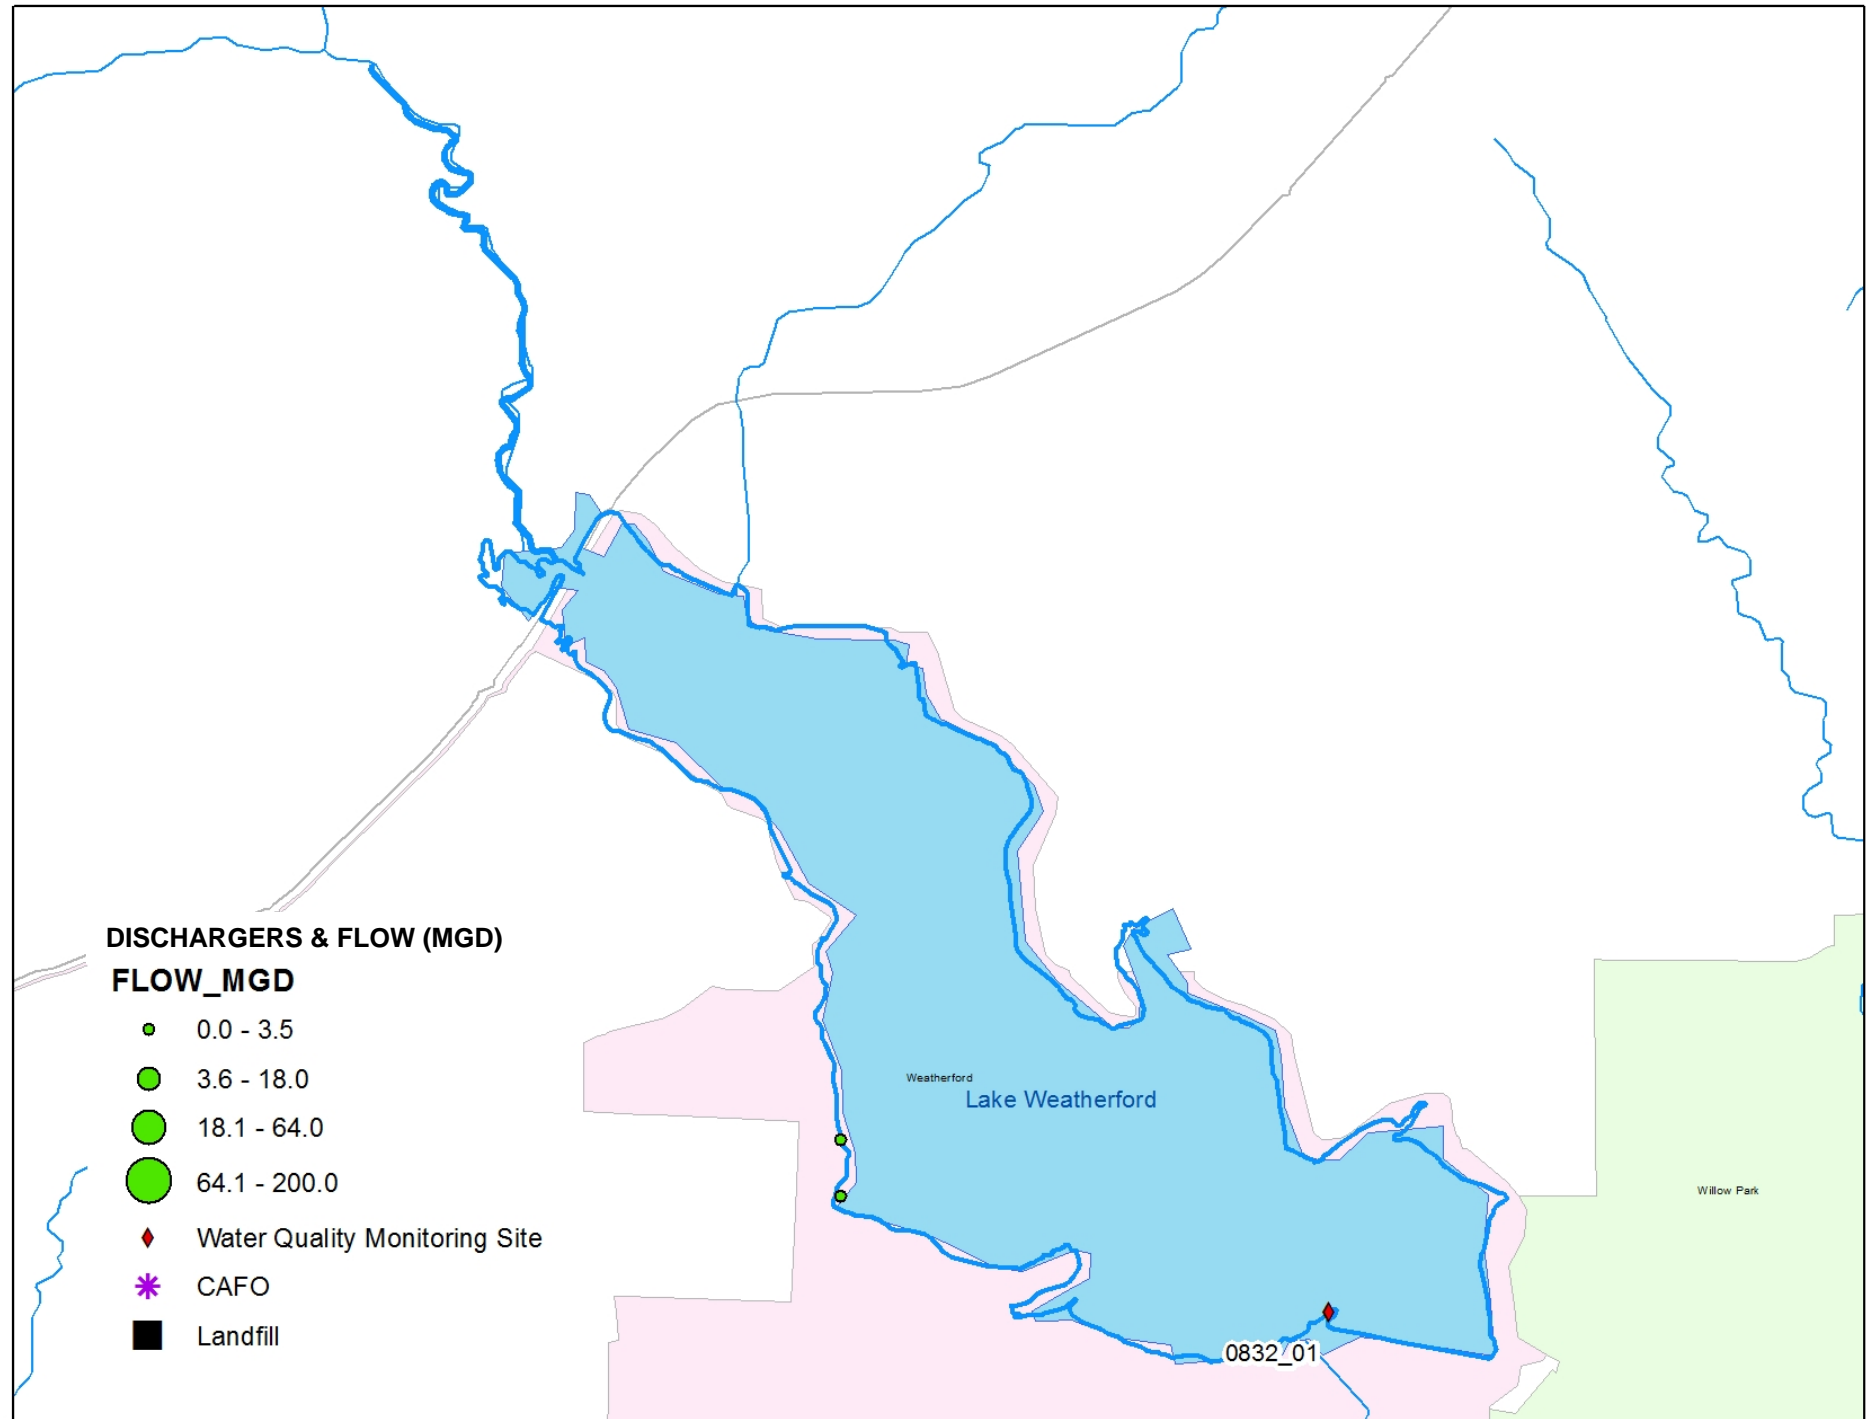 DISCHARGERS & FLOW (MGD)
FLOW_MGD
0.0 - 3.5
3.6 - 18.0
18.1 - 64.0
64.1 - 200.0
Water Quality Monitoring Site
CAFO
Landfill
Weatherford
Lake Weatherford
Willow Park
0832_01